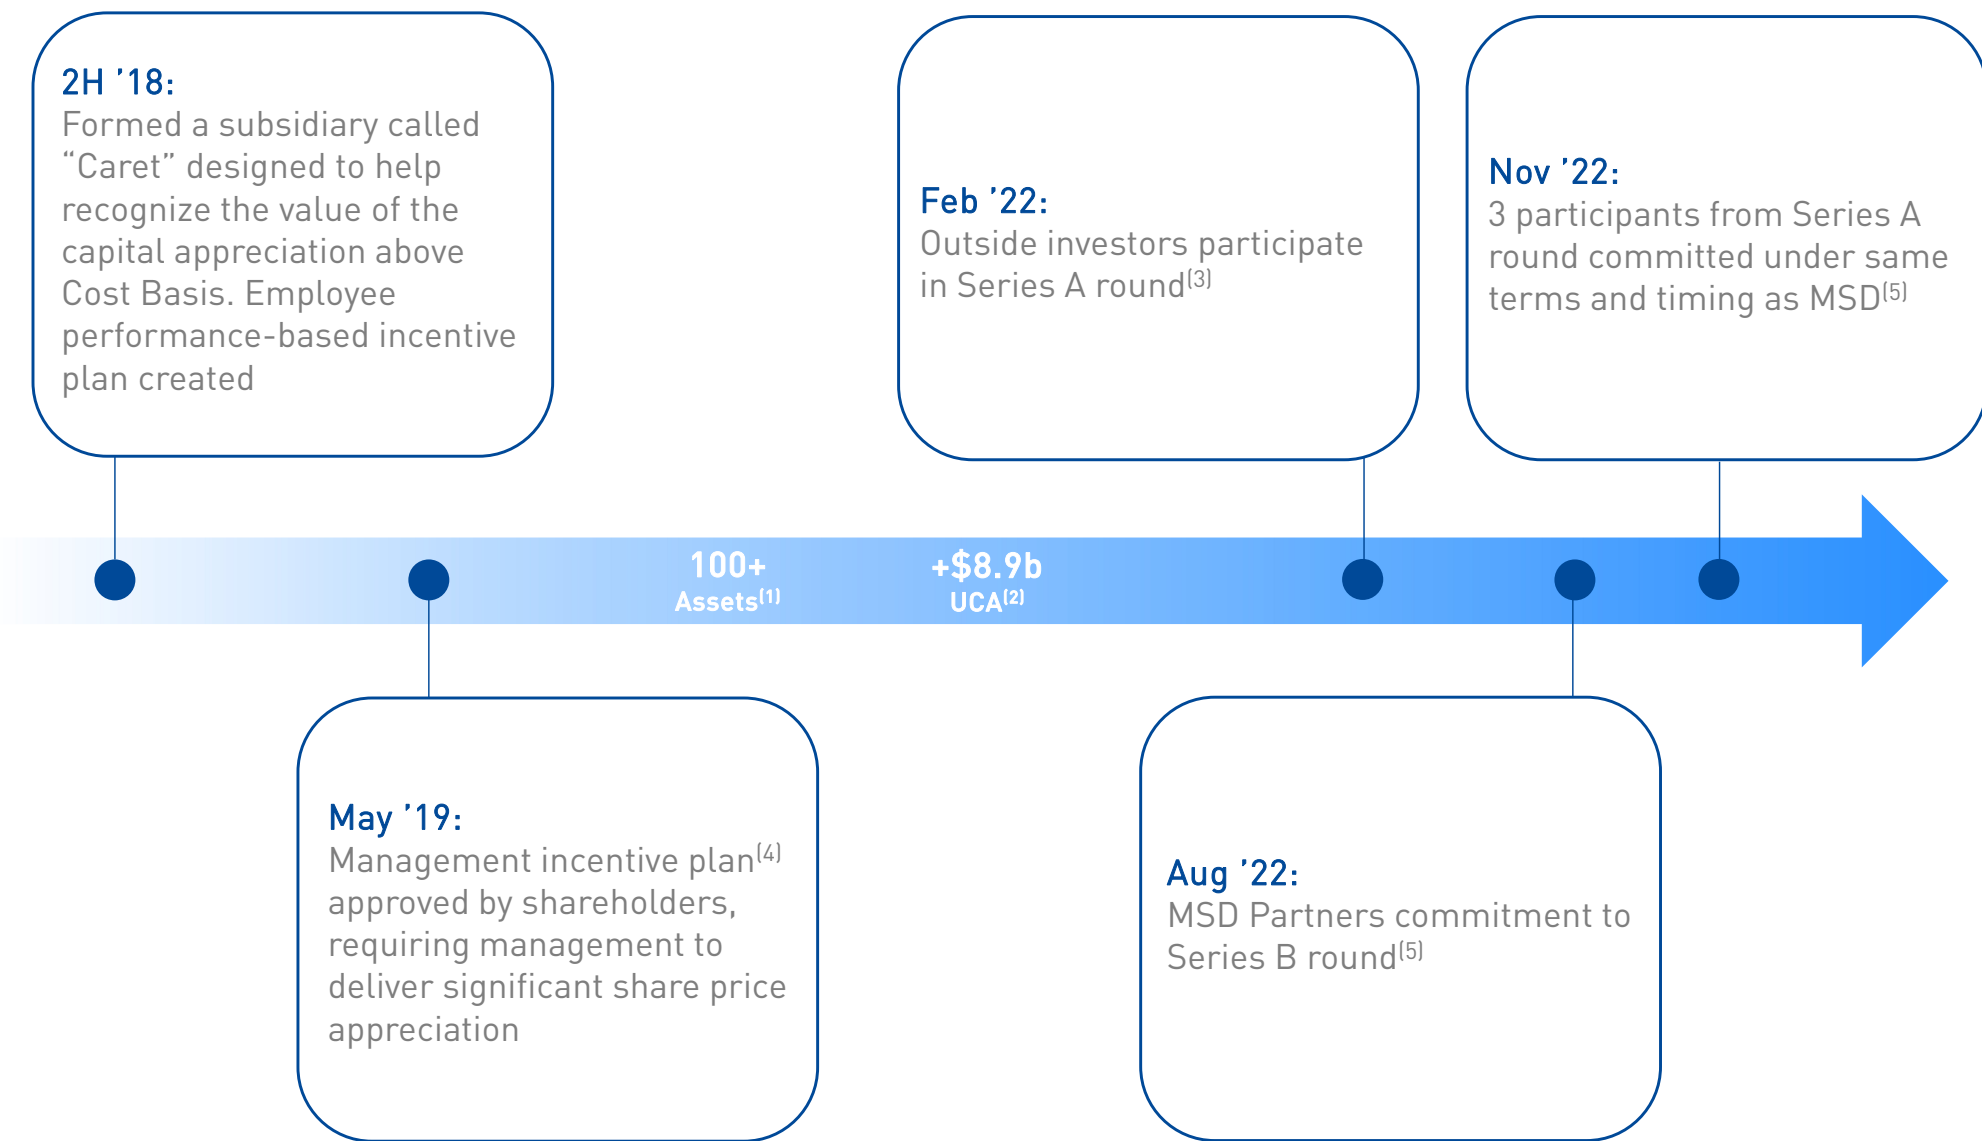 2H ’18:
Formed a subsidiary called
“Caret” designed to help
recognize the value of the
capital appreciation above
Cost Basis. Employee
performance-based incentive
plan created
Feb ’22:
Outside investors participate
in Series A round(3)
Nov ’22:
3 participants from Series A
round committed under same
terms and timing as MSD(5)
100+
Assets(1)
+$8.9b
UCA(2)
May ’19:
Management incentive plan(4)
approved by shareholders,
requiring management to
deliver significant share price
appreciation
Aug ’22:
MSD Partners commitment to
Series B round(5)